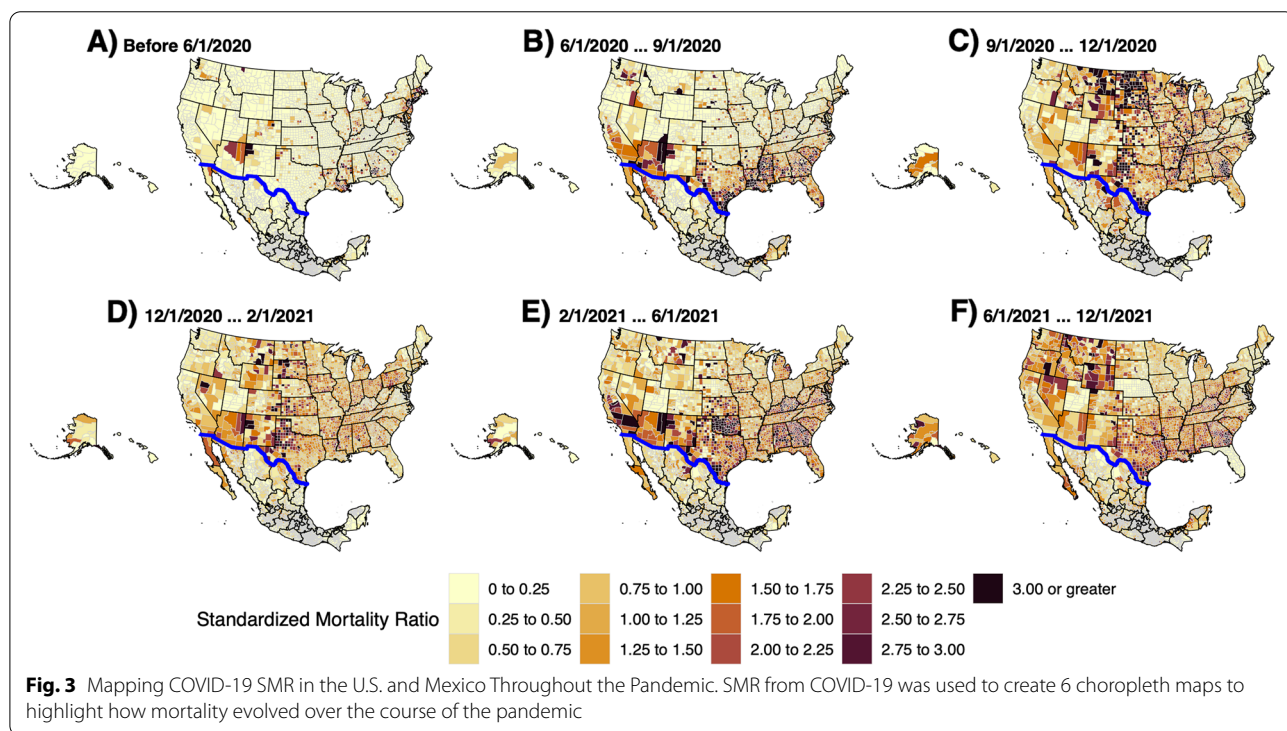 A) Before 6/1/2020
B) 6/1/2020 ... 9/1/2020
C) 9/1/2020 ... 12/1/2020
D) 12/1/2020 ... 2/1/2021
E) 2/1/2021 ... 6/1/2021
F) 6/1/2021 ... 12/1/2021
Standardized Mortality Ratio
0 to 0.25
0.25 to 0.50
0.50 to 0.75
0.75 to 1.00
1.00 to 1.25
1.25 to 1.50
1.50 to 1.75
1.75 to 2.00
2.00 to 2.25
2.25 to 2.50
2.50 to 2.75
2.75 to 3.00
3.00 or greater
Fig. 3 Mapping COVID-19 SMR in the U.S. and Mexico Throughout the Pandemic. SMR from COVID-19 was used to create 6 choropleth maps to
highlight how mortality evolved over the course of the pandemic